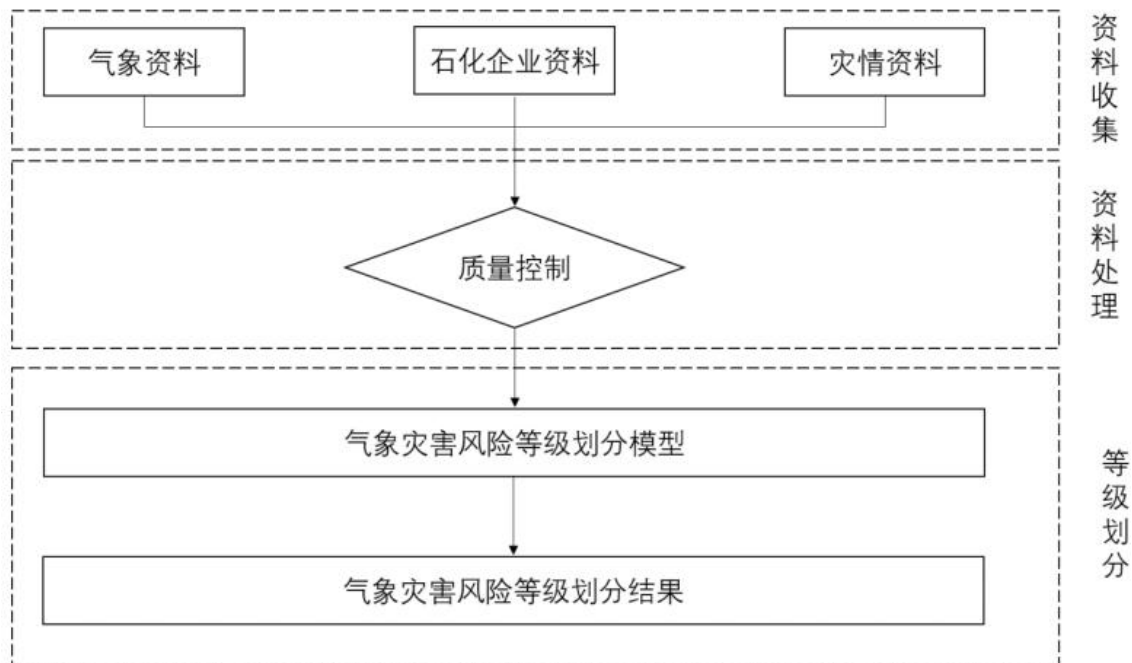 气象资料
石化企业资料
灾情资料
资料收集
质量控制
资料处理
气象灾害风险等级划分模型
气象灾害风险等级划分结果
等级划分